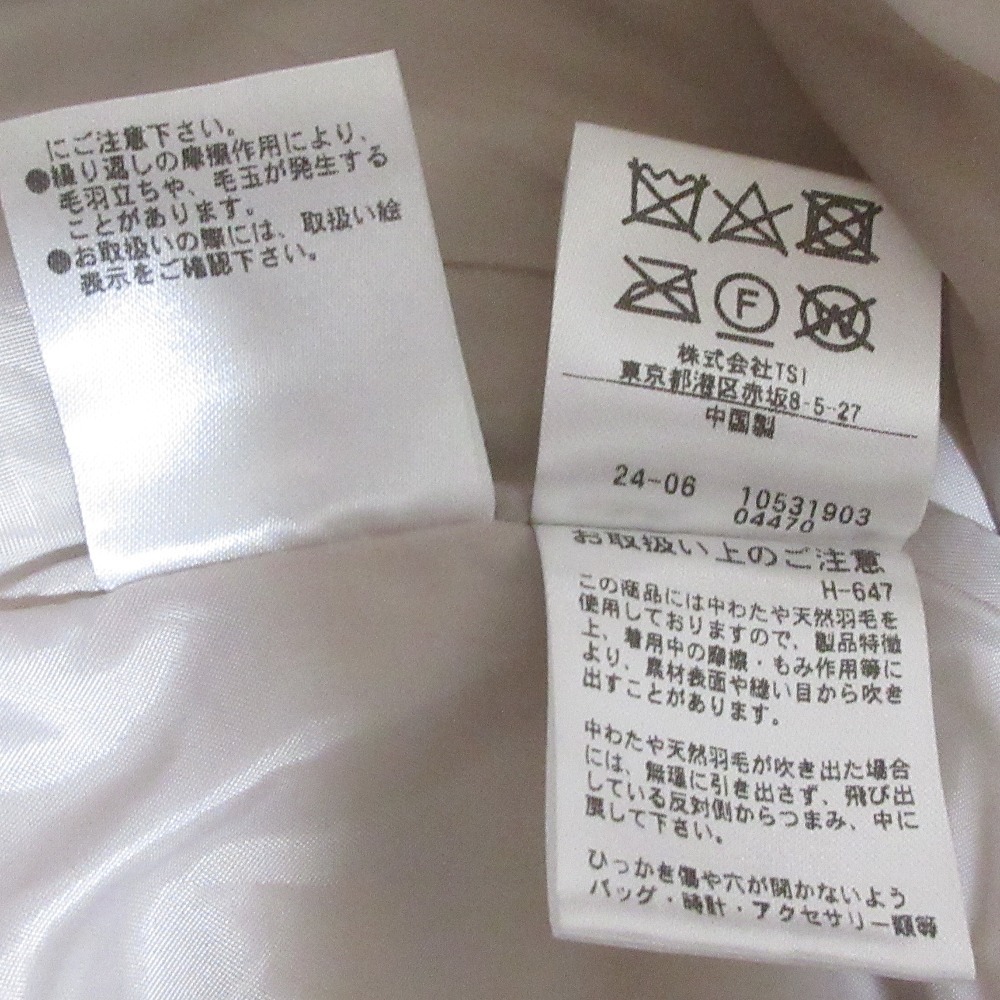 にご注意下さい。
●繰り返しの摩擦作用により、
毛羽立ちや、毛玉が発生する
ことがあります。
●お取扱いの際には、取扱い絵
表示をご確認下さい。
F
W
株式会社TSI
東京都港区赤坂8-5-27
中国製
24-06 10531903
04470
お取扱い上のご注意
H-647
この商品には中わたや天然羽毛を
使用しておりますので、製品特徴
上、着用中の摩擦・もみ作用等に
より、素材表面や縫い目から吹き
出すことがあります。
中わたや天然羽毛が吹き出た場合
には、無理に引き出さず、飛び出
している反対側からつまみ、中に
戻して下さい。
ひっかき傷や穴が開かないよう
バッグ・時計・アクセサリー類等